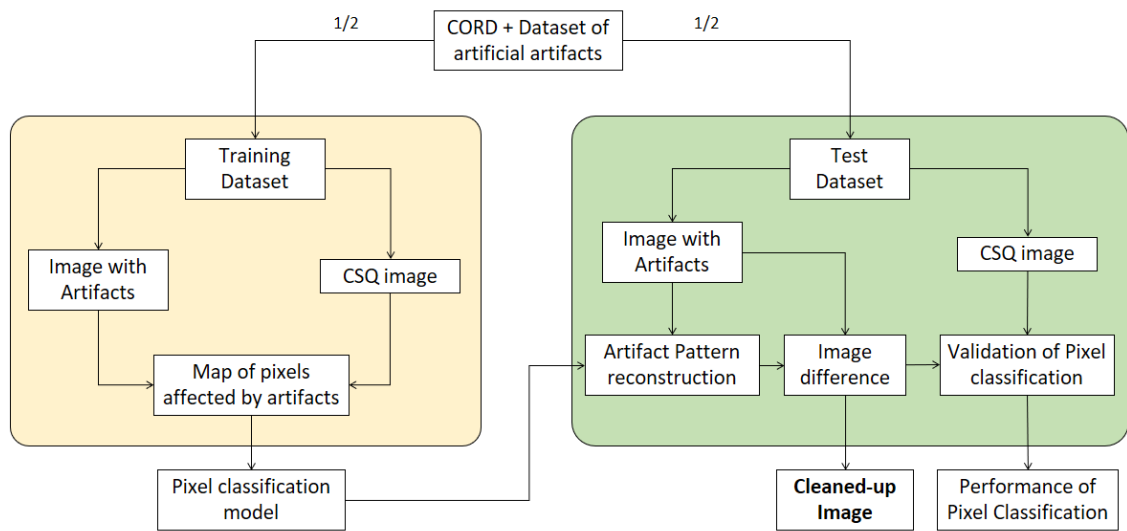 1/2
CORD + Dataset of
artificial artifacts
1/2
Training
Dataset
Image with
Artifacts
CSQ image
Map of pixels
affected by artifacts
Pixel classification
model
Test
Dataset
Image with
Artifacts
CSQ image
Artifact Pattern
reconstruction
Image
difference
Validation of Pixel
classification
Cleaned-up
Image
Performance of
Pixel Classification